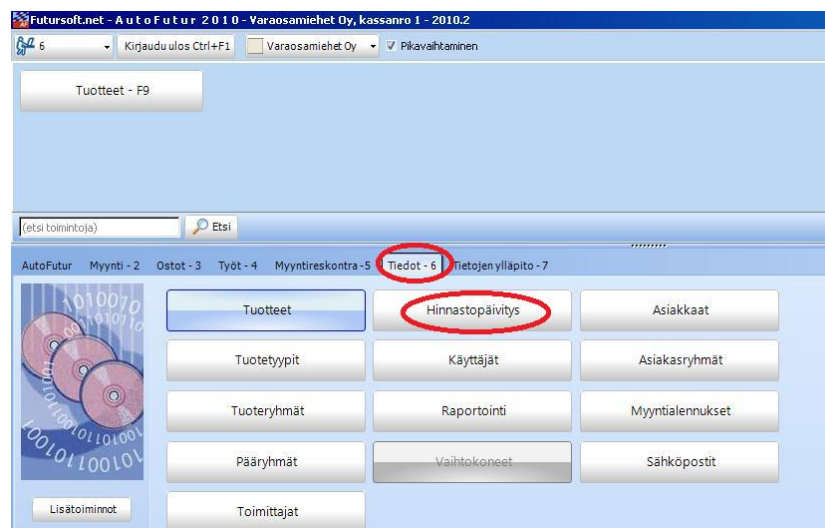 Futursoft.net - A u t o F u t u r 2 0 1 0 - Varaosamiehet Oy, kassanro 1 - 2010.2
6 Kirjaudu ulos Ctrl+F1 Varaosamiehet Oy Pikavaihtaminen
Tuotteet - F9
(etsi toimintoja) Etsi
AutoFutur Myynti - 2 Ostot - 3 Työt - 4 Myyntireskontra - 5 Tiedot - 6 Tietojen ylläpito - 7
Tuotteet Hinnastopäivitys Asiakkaat
Tuotetyypit Käyttäjät Asiakasryhmät
Tuoteryhmät Raportointi Myyntialennukset
Pääryhmät Vaihtokoneet Sähköpostit
Lisätoiminnot Toimittajat